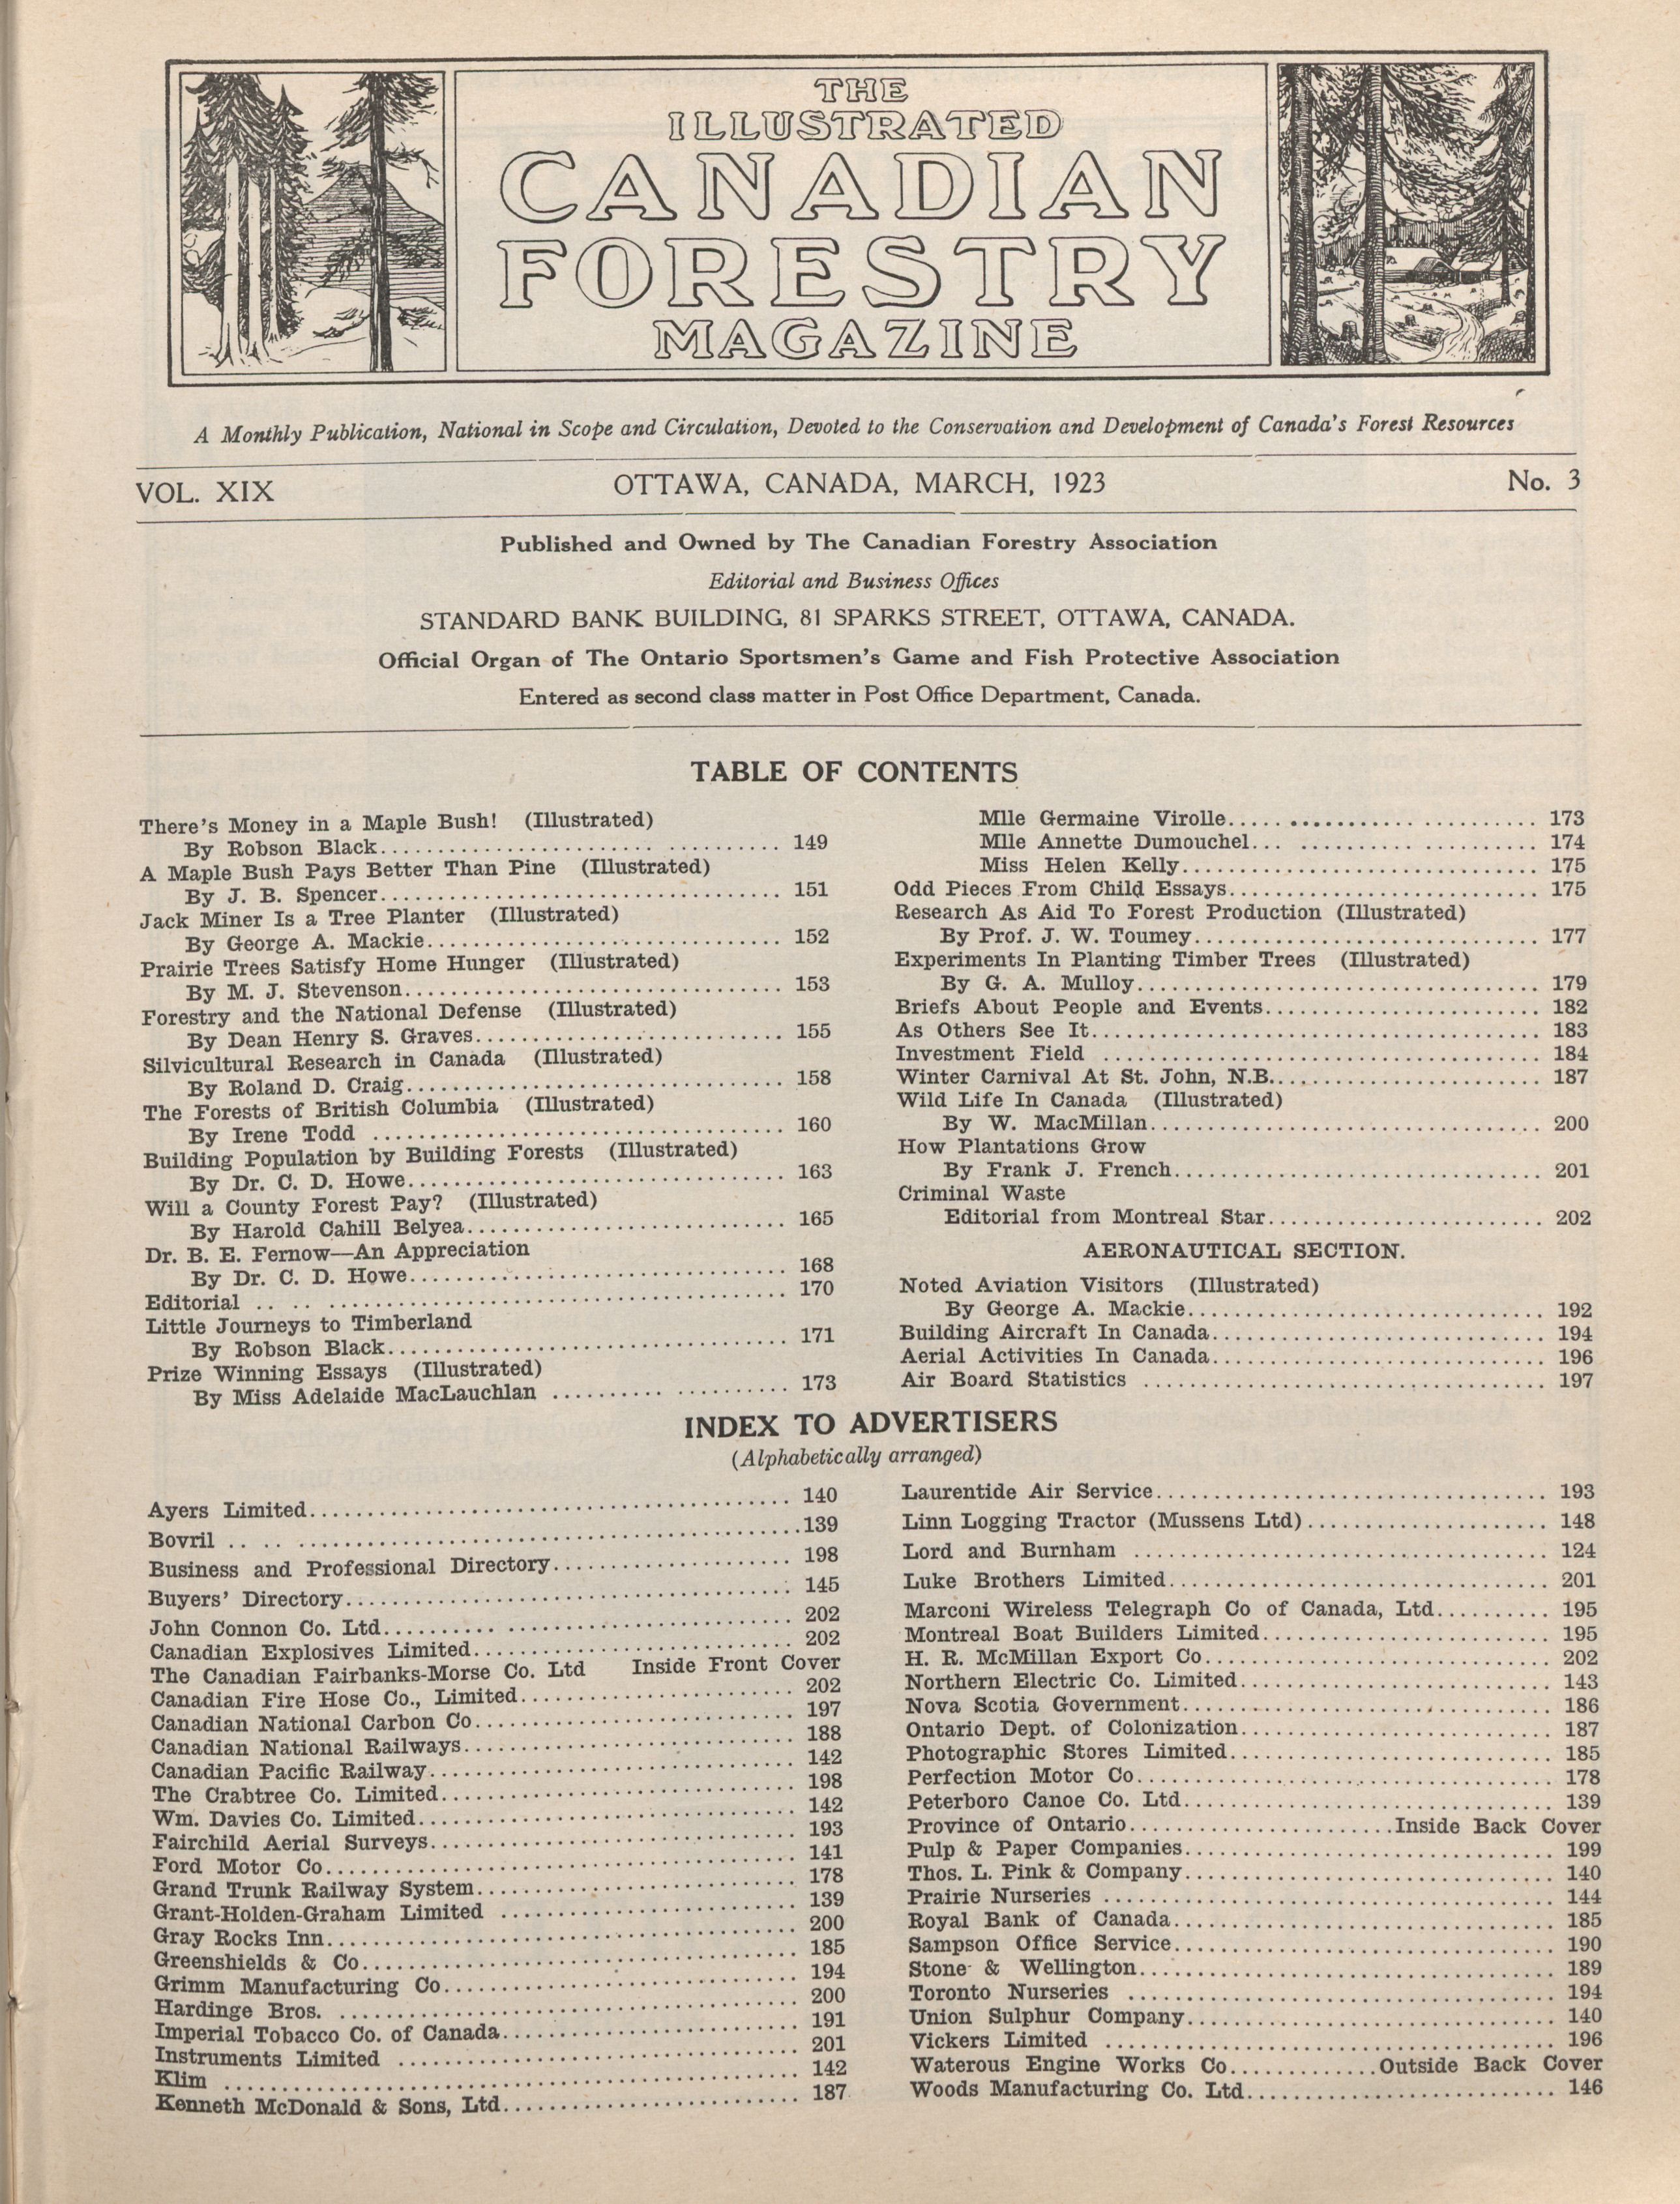 THE
ILLUSTRATED
CANADIAN
FORESTRY
MAGAZINE
A Monthly Publication, National in Scope and Circulation, Devoted to the Conservation and Development of Canada's Forest Resources
VOL. XIX OTTAWA, CANADA, MARCH, 1923 No. 3
Published and Owned by The Canadian Forestry Association
Editorial and Business Offices
STANDARD BANK BUILDING, 81 SPARKS STREET, OTTAWA, CANADA.
Official Organ of The Ontario Sportsmen's Game and Fish Protective Association
Entered as second class matter in Post Office Department, Canada.
TABLE OF CONTENTS
There's Money in a Maple Bush! (Illustrated)
By Robson Black 149
A Maple Bush Pays Better Than Pine (Illustrated)
By J. B. Spencer 151
Jack Miner Is a Tree Planter (Illustrated)
By George A. Mackie 152
Prairie Trees Satisfy Home Hunger (Illustrated)
By M. J. Stevenson 153
Forestry and the National Defense (Illustrated)
By Dean Henry S. Graves 155
Silvicultural Research in Canada (Illustrated)
By Roland D. Craig 158
The Forests of British Columbia (Illustrated)
By Irene Todd 160
Building Population by Building Forests (Illustrated)
By Dr. C. D. Howe 163
Will a County Forest Pay? (Illustrated)
By Harold Cahill Belyea 165
Dr. B. E. Fernow—An Appreciation
By Dr. C. D. Howe 168
Editorial 170
Little Journeys to Timberland
By Robson Black 171
Prize Winning Essays (Illustrated)
By Miss Adelaide MacLauchlan 173
Mlle Germaine Virolle 173
Mlle Annette Dumouchel 174
Miss Helen Kelly 175
Odd Pieces From Child Essays 175
Research As Aid To Forest Production (Illustrated)
By Prof. J. W. Toumey 177
Experiments In Planting Timber Trees (Illustrated)
By G. A. Mulloy 179
Briefs About People and Events 182
As Others See It 183
Investment Field 184
Winter Carnival At St. John, N.B. 187
Wild Life In Canada (Illustrated)
By W. MacMillan 200
How Plantations Grow
By Frank J. French 201
Criminal Waste
Editorial from Montreal Star 202
AERONAUTICAL SECTION.
Noted Aviation Visitors (Illustrated)
By George A. Mackie 192
Building Aircraft In Canada 194
Aerial Activities In Canada 196
Air Board Statistics 197
INDEX TO ADVERTISERS
(Alphabetically arranged)
Ayers Limited 140
Bovril 139
Business and Professional Directory 198
Buyers' Directory 145
John Connon Co. Ltd 202
Canadian Explosives Limited 202
The Canadian Fairbanks-Morse Co. Ltd Inside Front Cover
Canadian Fire Hose Co., Limited 202
Canadian National Carbon Co 197
Canadian National Railways 188
Canadian Pacific Railway 142
The Crabtree Co. Limited 198
Wm. Davies Co. Limited 142
Fairchild Aerial Surveys 193
Ford Motor Co 141
Grand Trunk Railway System 178
Grant-Holden-Graham Limited 139
Gray Rocks Inn 200
Greenshields & Co 185
Grimm Manufacturing Co 194
Hardinge Bros. 200
Imperial Tobacco Co. of Canada 191
Instruments Limited 201
Klim 142
Kenneth McDonald & Sons, Ltd 187
Laurentide Air Service 193
Linn Logging Tractor (Mussens Ltd) 148
Lord and Burnham 124
Luke Brothers Limited 201
Marconi Wireless Telegraph Co of Canada, Ltd 195
Montreal Boat Builders Limited 195
H. R. McMillan Export Co 202
Northern Electric Co. Limited 143
Nova Scotia Government 186
Ontario Dept. of Colonization 187
Photographic Stores Limited 185
Perfection Motor Co 178
Peterboro Canoe Co. Ltd 139
Province of Ontario Inside Back Cover
Pulp & Paper Companies 199
Thos. L. Pink & Company 140
Prairie Nurseries 144
Royal Bank of Canada 185
Sampson Office Service 190
Stone & Wellington 189
Toronto Nurseries 194
Union Sulphur Company 140
Vickers Limited 196
Waterous Engine Works Co Outside Back Cover
Woods Manufacturing Co. Ltd 146